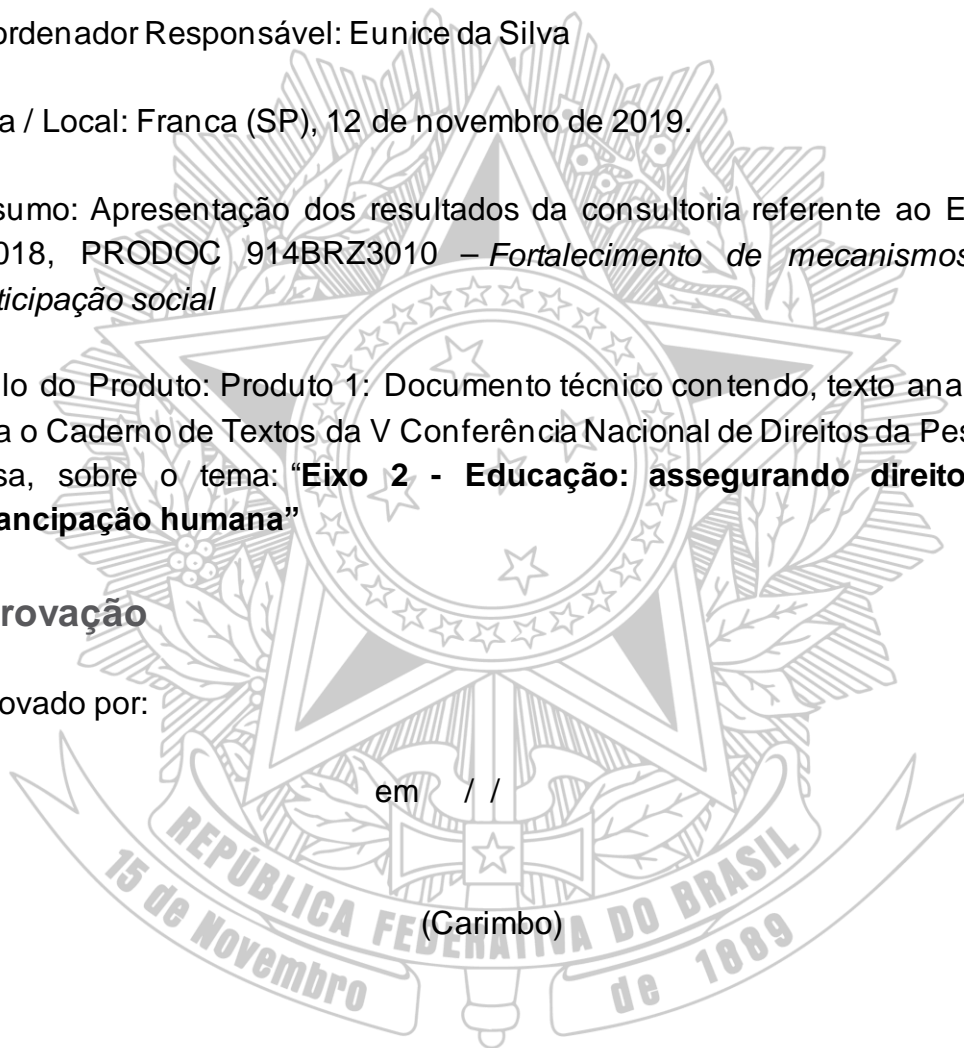 ordenador Responsável: Eunice da Silva
a / Local: Franca (SP), 12 de novembro de 2019.
sumo: Apresentação dos resultados da consultoria referente ao E
018, PRODOC 914BRZ3010 – Fortalecimento de mecanismos
ticipação social
lo do Produto: Produto 1: Documento técnico contendo, texto ana
a o Caderno de Textos da V Conferência Nacional de Direitos da Pes
sa, sobre o tema: “Eixo 2 - Educação: assegurando direito
ancipação humana”
rovação
ovado por:
em / /
(Carimbo)
REPÚBLICA FEDERATIVA DO BRASIL
15 de Novembro de 1889